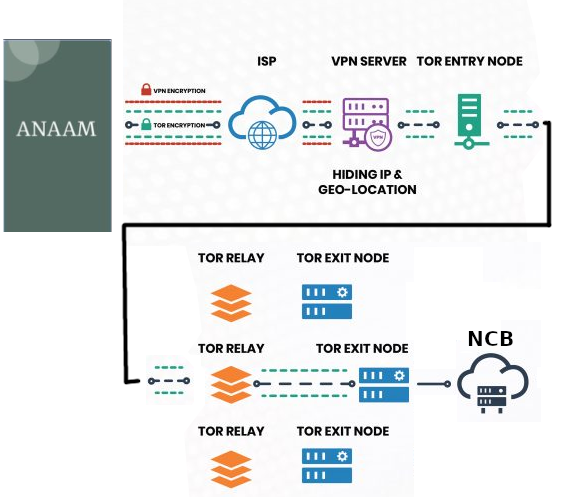 ISP
VPN SERVER
TOR ENTRY NODE
VPN ENCRYPTION
ANAAM
TOR ENCRYPTION
VPN
HIDING IP &
GEO-LOCATION
TOR RELAY
TOR EXIT NODE
NCB
TOR RELAY
TOR EXIT NODE
TOR RELAY
TOR EXIT NODE